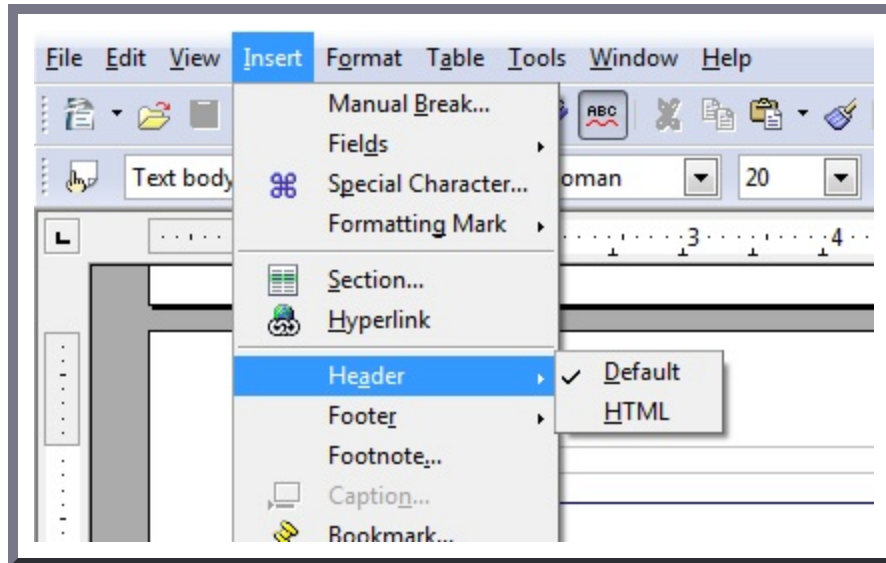 File Edit View Insert Format Table Tools Window Help
ABC
Text body oman 20
3 4
Manual Break...
Fields
Special Character...
Formatting Mark
Section...
Hyperlink
Header
Default
HTML
Footer
Footnote...
Caption...
Bookmark...